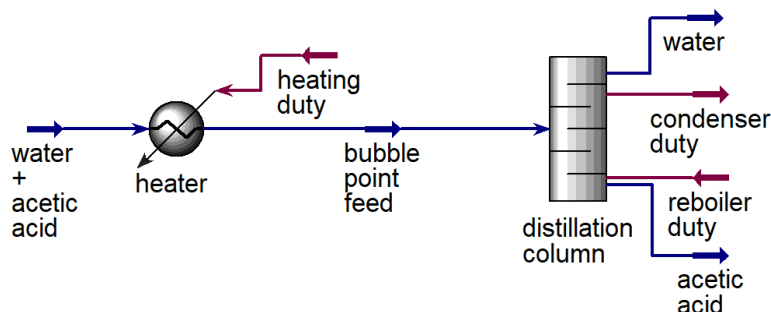 water
+
acetic
acid
heater
heating
duty
bubble
point
feed
distillation
column
water
condenser
duty
reboiler
duty
acetic
acid